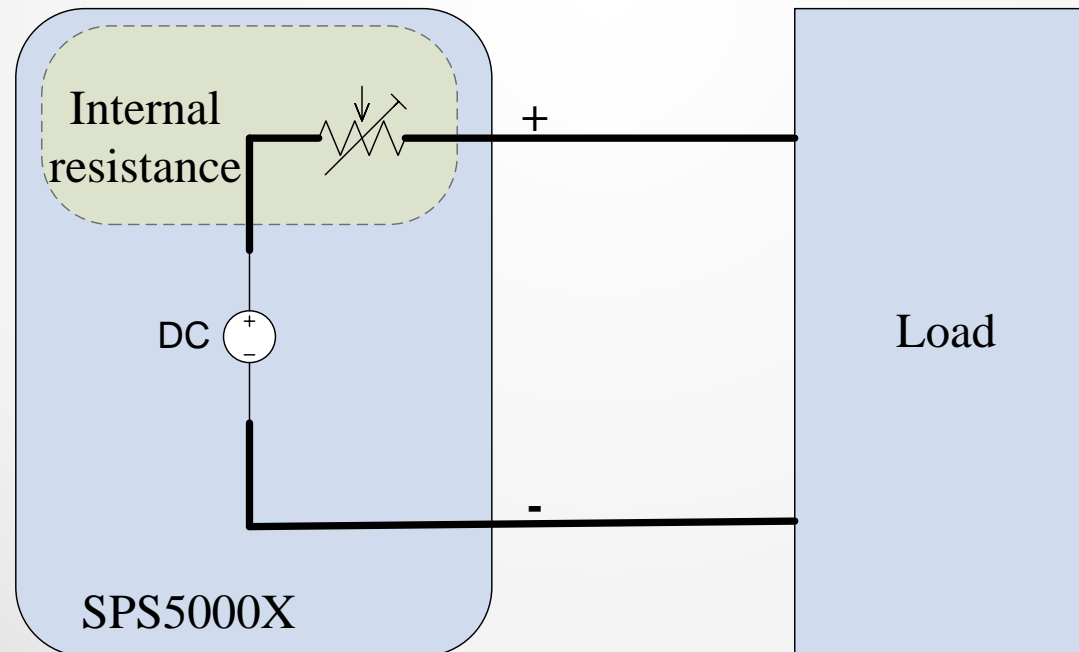 Internal
resistance
+
DC
+
−
Load
-
SPS5000X